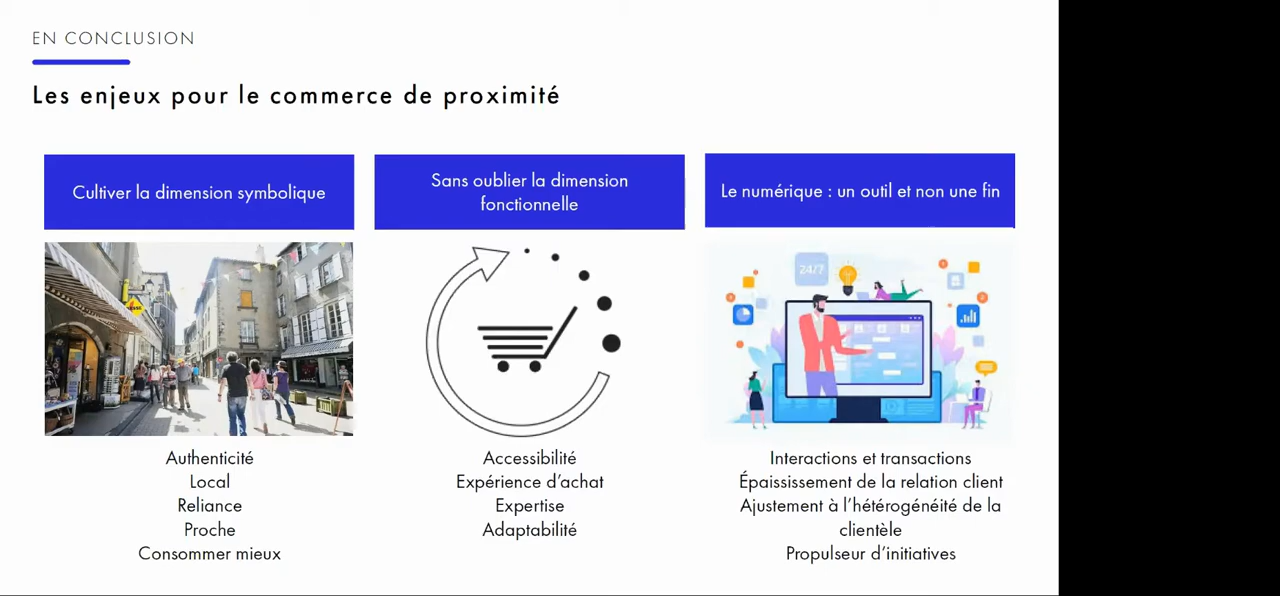 EN CONCLUSION
Les enjeux pour le commerce de proximité
Cultiver la dimension symbolique
Sans oublier la dimension
fonctionnelle
Le numérique : un outil et non une fin
24/7
Authenticité
Local
Reliance
Proche
Consommer mieux
Accessibilité
Expérience d'achat
Expertise
Adaptabilité
Interactions et transactions
Épaississement de la relation client
Ajustement à l'hétérogénéité de la
clientèle
Propulseur d'initiatives